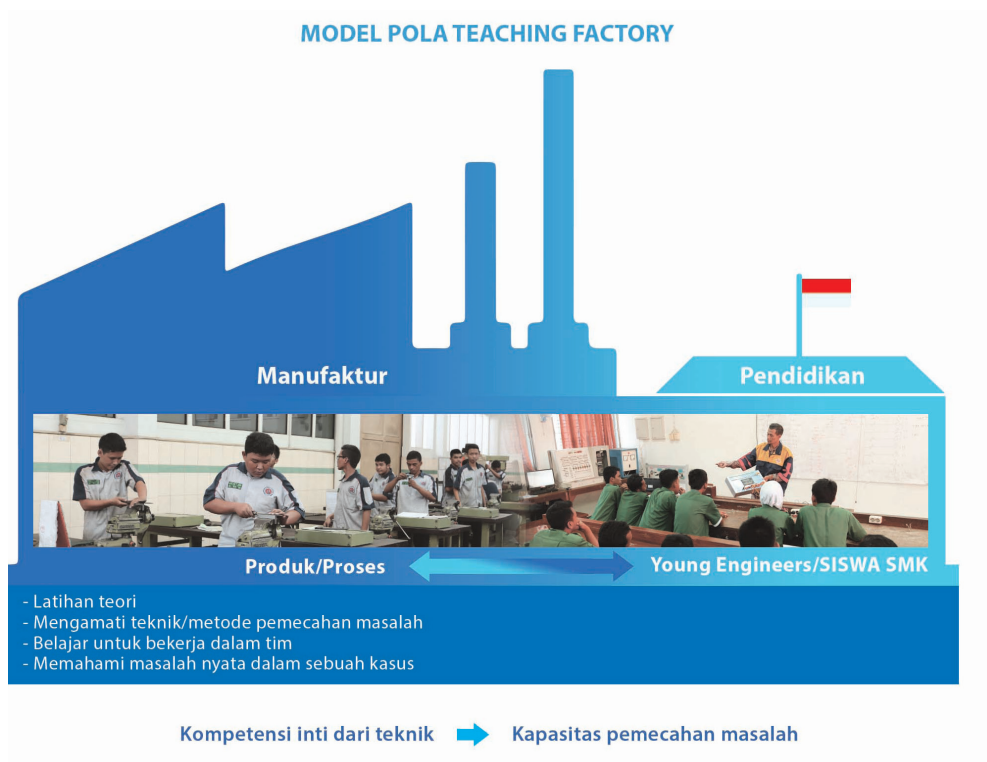 MODEL POLA TEACHING FACTORY
Manufaktur
Pendidikan
Produk/Proses
Young Engineers/SISWA SMK
- Latihan teori
- Mengamati teknik/metode pemecahan masalah
- Belajar untuk bekerja dalam tim
- Memahami masalah nyata dalam sebuah kasus
Kompetensi inti dari teknik
Kapasitas pemecahan masalah